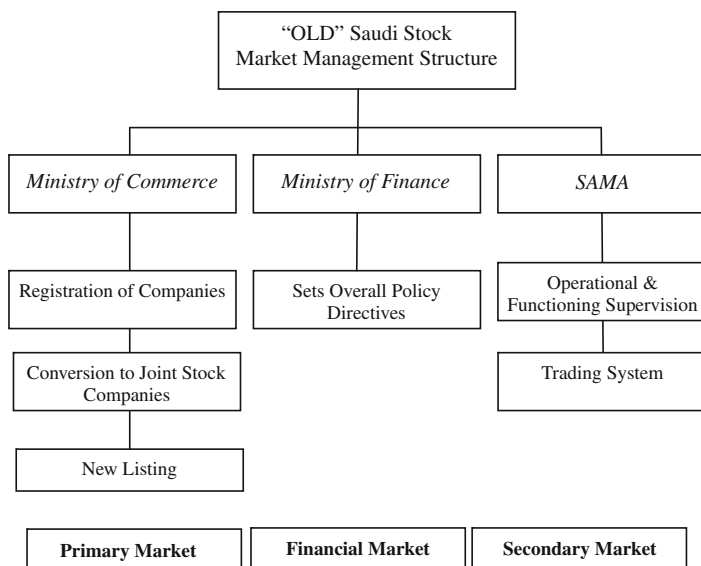 “OLD” Saudi Stock
Market Management Structure
Ministry of Commerce
Ministry of Finance
SAMA
Registration of Companies
Sets Overall Policy
Directives
Operational &
Functioning Supervision
Conversion to Joint Stock
Companies
Trading System
New Listing
Primary Market
Financial Market
Secondary Market